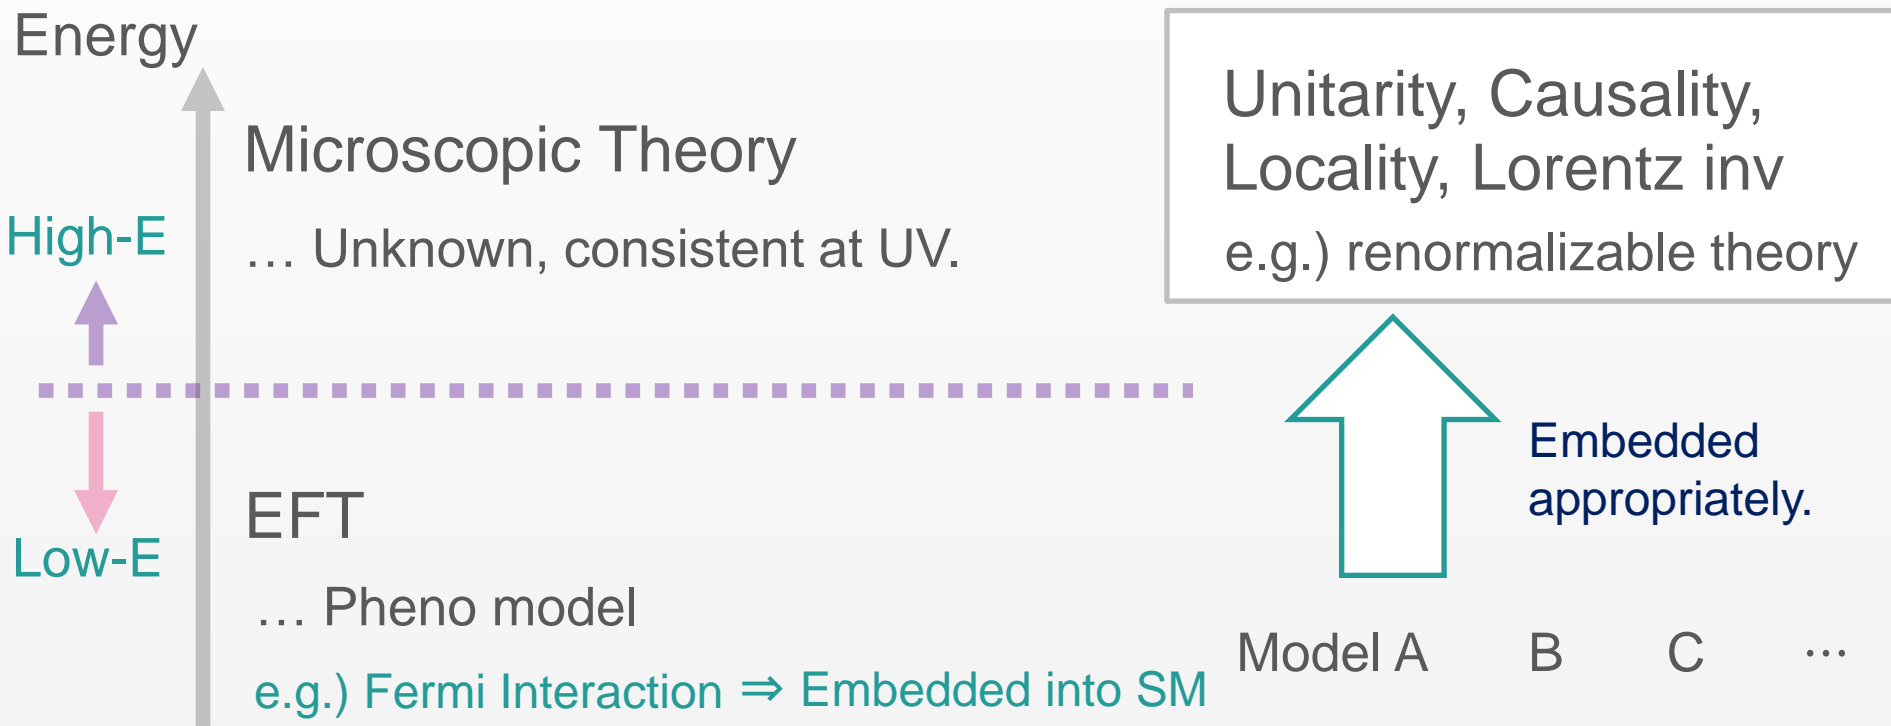 Energy
Microscopic Theory
… Unknown, consistent at UV.
High-E
Low-E
EFT
… Pheno model
e.g.) Fermi Interaction ⇒ Embedded into SM
Unitarity, Causality,
Locality, Lorentz inv
e.g.) renormalizable theory
Embedded
appropriately.
Model A B C …